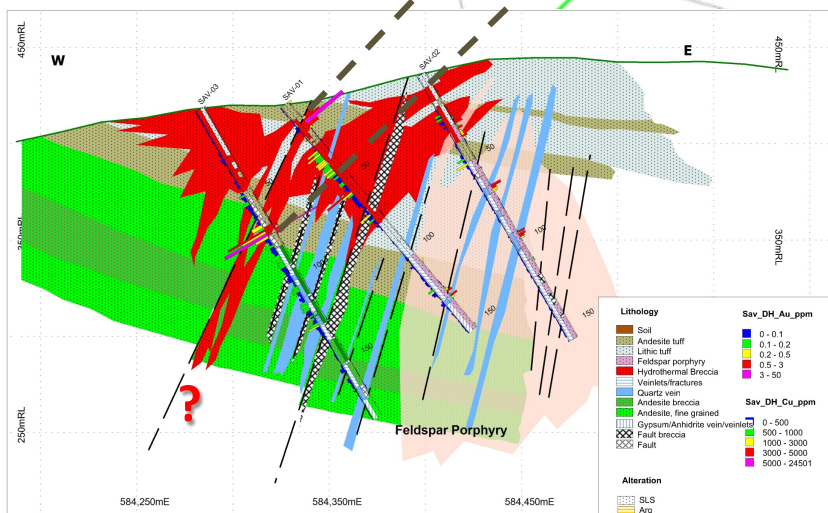 450mRL
450mRL
W
E
SAV-02
SAV-01
SAV-03
50
50
50
100
100
100
150
150
150
150
350mRL
350mRL
250mRL
?
Feldspar Porphyry
584,250mE
584,350mE
584,450mE
Lithology
Soil
Andesite tuff
Lithic tuff
Feldspar porphyry
Hydrothermal Breccia
Veinlets/fractures
Quartz vein
Andesite breccia
Andesite, fine grained
Gypsum/Anhidrite vein/veinlets
Fault breccia
Fault
Alteration
SLS
Arg
Sav_DH_Au_ppm
0 - 0.1
0.1 - 0.2
0.2 - 0.5
0.5 - 3
3 - 50
Sav_DH_Cu_ppm
0 - 500
500 - 1000
1000 - 3000
3000 - 5000
5000 - 24501